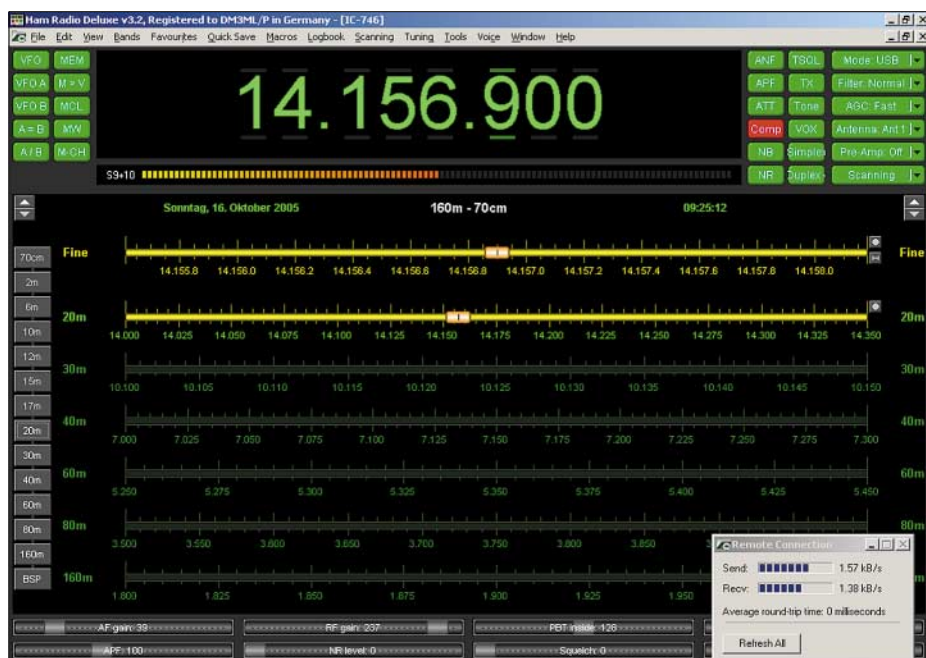 Ham Radio Deluxe v3.2, Registered to DM3ML/P in Germany - [IC-746]
File Edit View Bands Favourites Quick Save Macros Logbook Scanning Tuning Tools Voice Window Help
VFO MEM ANF TSQL Mode: USB
VFO A M > V APF TX Filter: Normal
VFO B MCL 14.156.900 ATT Tone AGC: Fast
A = B MW Comp VOX Antenna: Ant 1
A / B M-CH NB Simplex Pre-Amp: Off
S9+10 NR Duplex- Scanning
Sonntag, 16. Oktober 2005 160m - 70cm 09:25:12
70cm Fine Fine
14.155.8 14.156.0 14.156.2 14.156.4 14.156.6 14.156.8 14.157.0 14.157.2 14.157.4 14.157.6 14.157.8 14.158.0
2m
6m 20m 20m
10m 14.000 14.025 14.050 14.075 14.100 14.125 14.150 14.175 14.200 14.225 14.250 14.275 14.300 14.325 14.350
12m 30m 30m
15m 10.100 10.105 10.110 10.115 10.120 10.125 10.130 10.135 10.140 10.145 10.150
17m 40m 40m
20m 7.000 7.025 7.050 7.075 7.100 7.125 7.150 7.175 7.200 7.225 7.250 7.275 7.300
30m
40m 60m 60m
60m 5.250 5.275 5.300 5.325 5.350 5.375 5.400 5.425 5.450
80m 80m 80m
160m 3.500 3.550 3.600 3.650 3.700 3.750 3.800 3.850 3.9
BSP 160m
1.800 1.825 1.850 1.875 1.900 1.925 1.950
Remote Connection
Send: 1.57 kB/s
Recv: 1.38 kB/s
Average round-trip time: 0 milliseconds
Refresh All
AF gain: 39 RF gain: 237 PBT inside: 128
APF: 100 NR level: 0 Squelch: 0